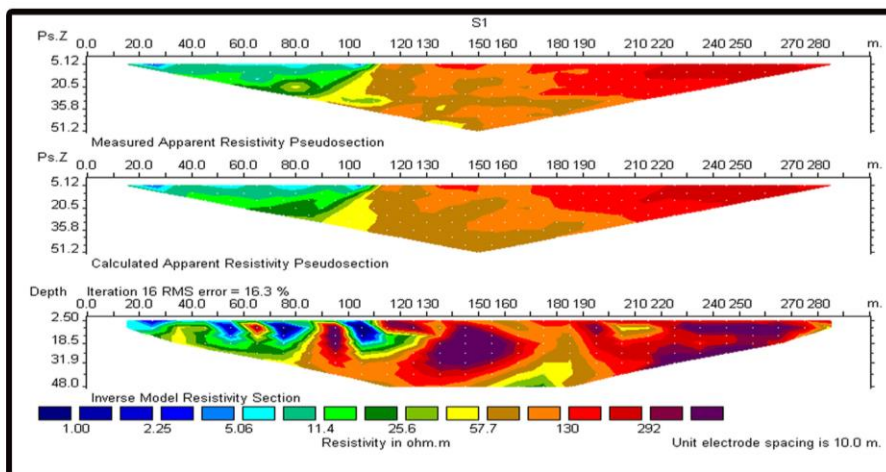 S1
Ps.Z
0.0 20.0 40.0 60.0 80.0 100 120 130 150 160 180 190 210 220 240 250 270 280 m.
5.12
20.5
35.8
51.2
Measured Apparent Resistivity Pseudosection
Ps.Z
0.0 20.0 40.0 60.0 80.0 100 120 130 150 160 180 190 210 220 240 250 270 280 m.
5.12
20.5
35.8
51.2
Calculated Apparent Resistivity Pseudosection
Depth Iteration 16 RMS error = 16.3 %
0.0 20.0 40.0 60.0 80.0 100 120 130 150 160 180 190 210 220 240 250 270 280 m.
2.50
18.5
31.9
48.0
Inverse Model Resistivity Section
1.00 2.25 5.06 11.4 25.6 57.7 130 292
Resistivity in ohm.m Unit electrode spacing is 10.0 m.